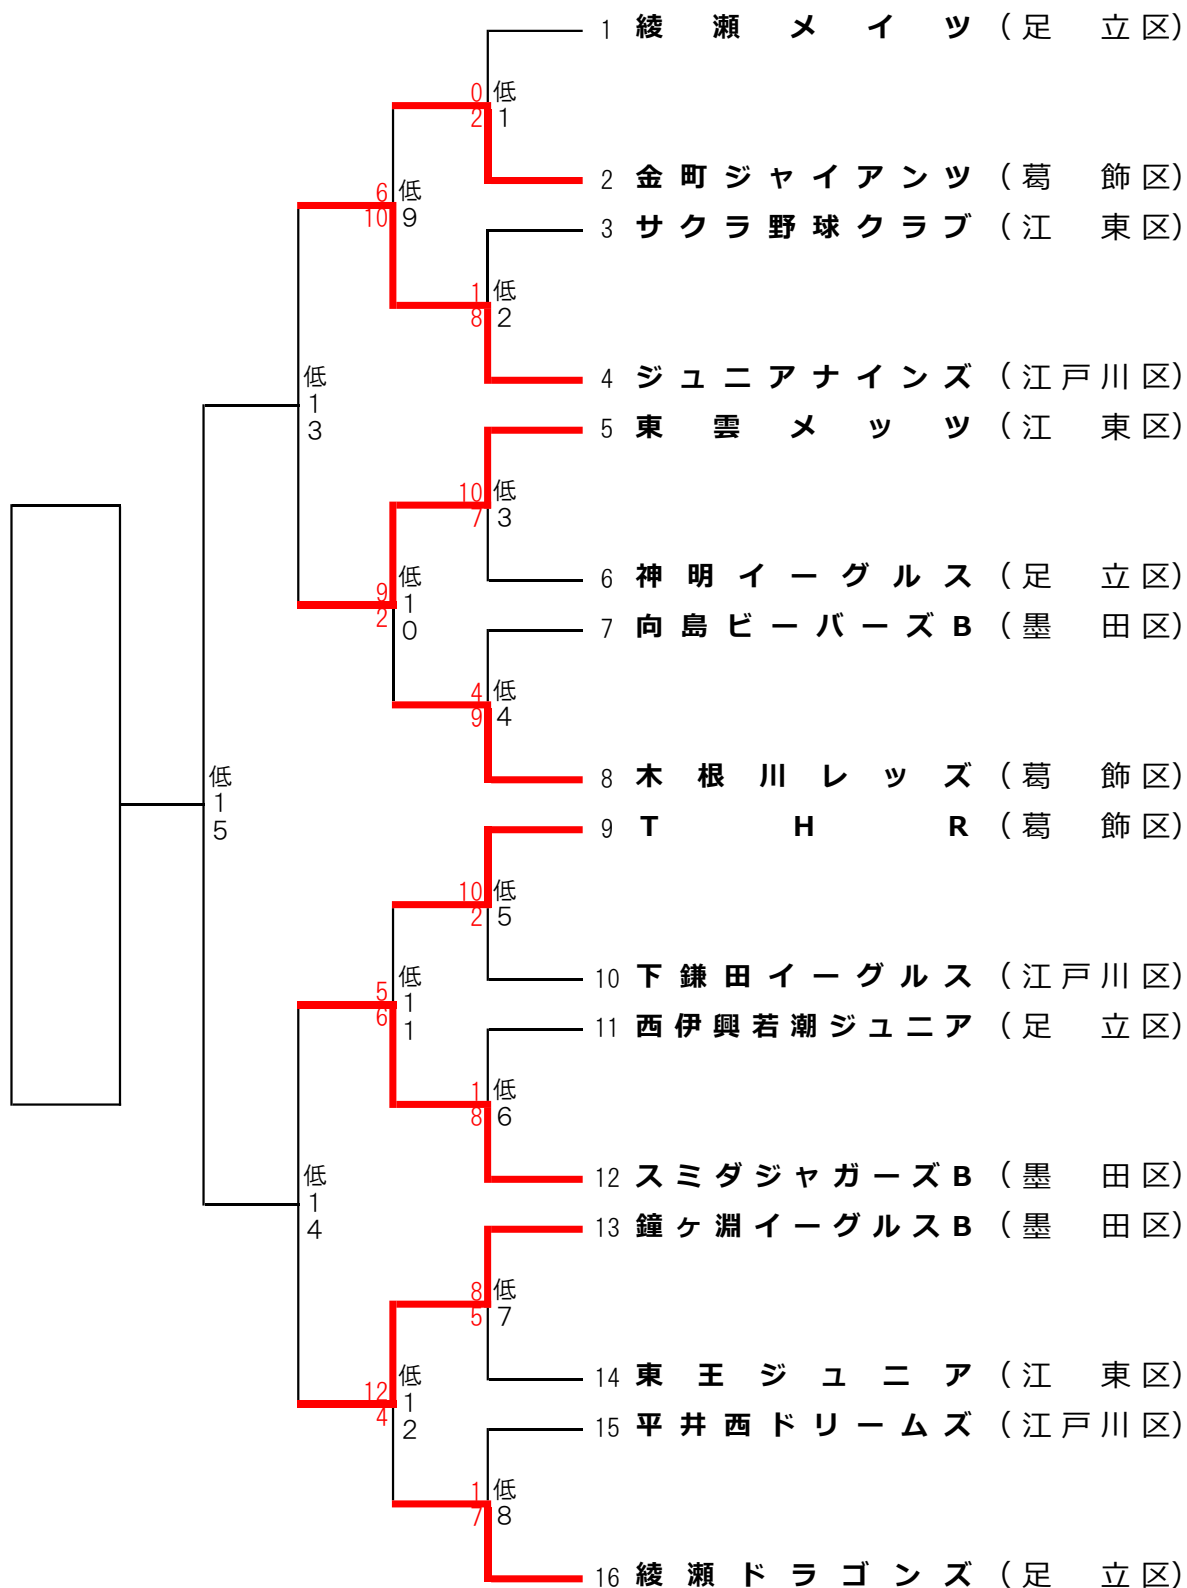 1 綾瀬メイツ (足立区)
0 低
2 1
2 金町ジャイアンツ (葛飾区)
6 低
10 9
3 サクラ野球クラブ (江東区)
1 低
8 2
4 ジュニアナインズ (江戸川区)
低
1
3
5 東雲メッツ (江東区)
10 低
7 3
6 神明イーグルス (足立区)
9 低
2 1
0
7 向島ビーバーズB (墨田区)
4 低
9 4
8 木根川レッズ (葛飾区)
低
1
5
9 THR (葛飾区)
10 低
2 5
10 下鎌田イーグルス (江戸川区)
5 低
6 1
1
11 西伊興若潮ジュニア (足立区)
1 低
8 6
12 スミダジャガーズB (墨田区)
低
1
4
13 鐘ヶ淵イーグルスB (墨田区)
8 低
5 7
14 東王ジュニア (江東区)
12 低
4 1
2
15 平井西ドリームズ (江戸川区)
1 低
7 8
16 綾瀬ドラゴンズ (足立区)